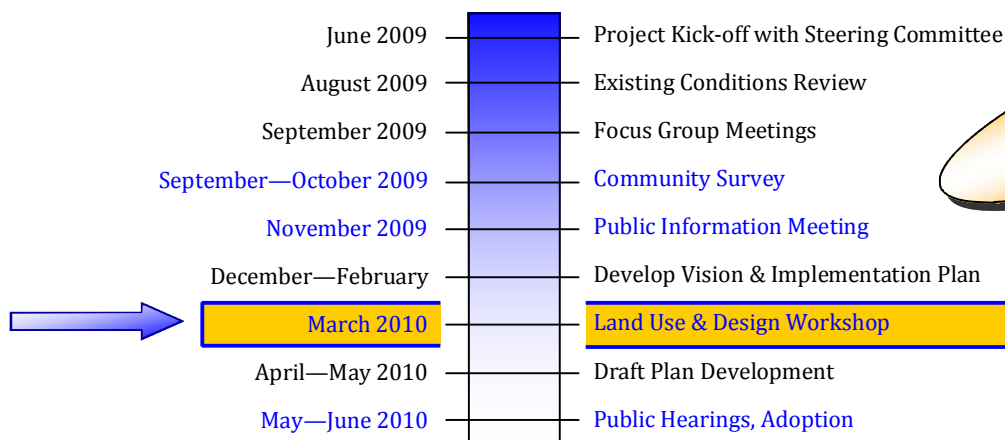 June 2009 Project Kick-off with Steering Committee
August 2009 Existing Conditions Review
September 2009 Focus Group Meetings
September—October 2009 Community Survey
November 2009 Public Information Meeting
December—February Develop Vision & Implementation Plan
March 2010 Land Use & Design Workshop
April—May 2010 Draft Plan Development
May—June 2010 Public Hearings, Adoption